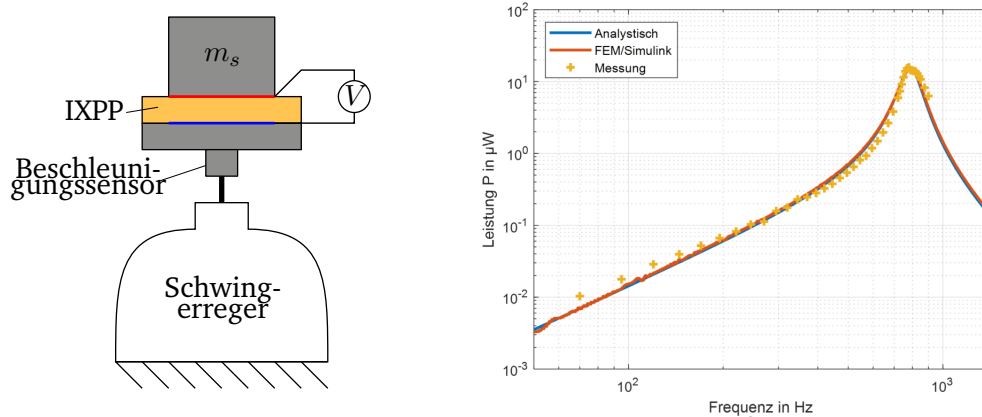 m_s
IXPP
V
Beschleuni-
gungssensor
Schwing-
erreger
10^2
10^1
10^0
10^-1
10^-2
10^-3
Leistung P in µW
Analystisch
FEM/Simulink
Messung
10^2
10^3
Frequenz in Hz